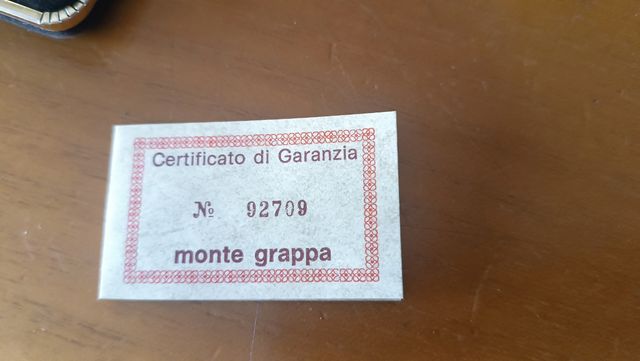 Certificato di Garanzia
№ 92709
monte grappa